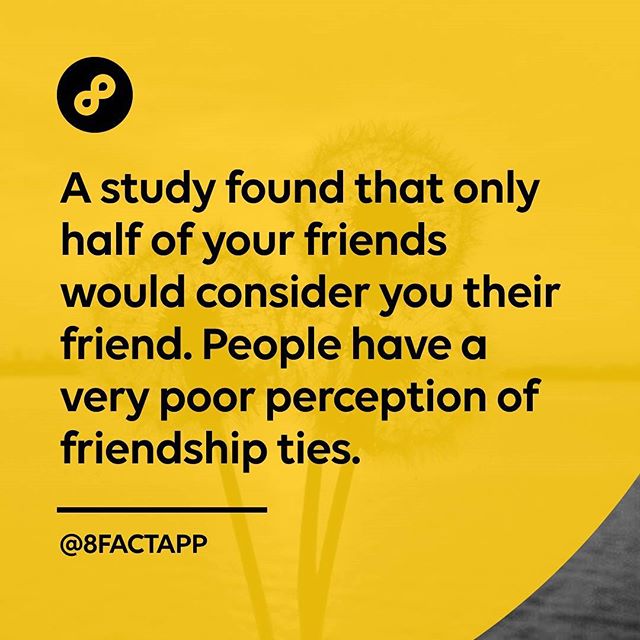 A study found that only
half of your friends
would consider you their
friend. People have a
very poor perception of
friendship ties.
@8FACTAPP